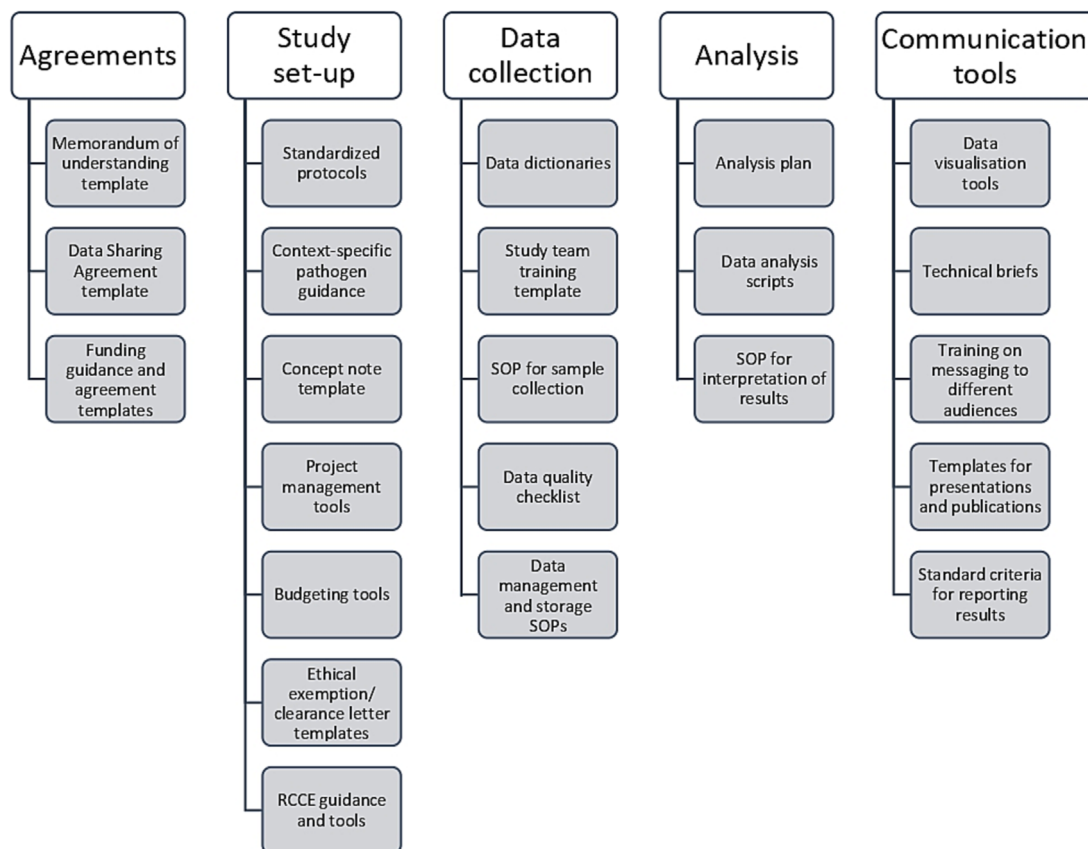 Agreements
Memorandum of
understanding
template
Data Sharing
Agreement
template
Funding
guidance and
agreement
templates
Study
set-up
Standardized
protocols
Context-specific
pathogen
guidance
Concept note
template
Project
management
tools
Budgeting tools
Ethical
exemption/
clearance letter
templates
RCCE guidance
and tools
Data
collection
Data dictionaries
Study team
training
template
SOP for sample
collection
Data quality
checklist
Data
management
and storage
SOPs
Analysis
Analysis plan
Data analysis
scripts
SOP for
interpretation of
results
Communication
tools
Data
visualisation
tools
Technical briefs
Training on
messaging to
different
audiences
Templates for
presentations
and publications
Standard criteria
for reporting
results